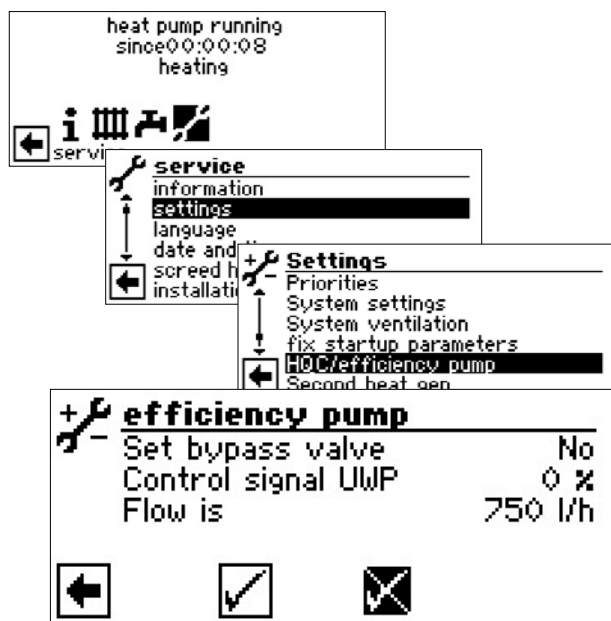 heat pump running
since00:00:08
heating
service
information
settings
language
date and
screed h
installati
Settings
Priorities
System settings
System ventilation
fix startup parameters
HQC/efficiency pump
Second heat gen
efficiency pump
Set bypass valve No
Control signal UWP 0 %
Flow is 750 l/h